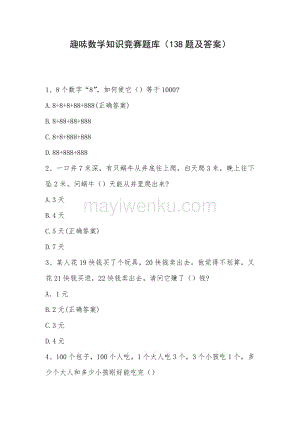 趣味数学知识竞赛题库（138题及答案）
1、8个数字“8”，如何使它（）等于1000？
A.8+8+8+88+888(正确答案)
B.8+88+888
C.8+888+888
D.88+888+888
2、一口井7米深，有只蜗牛从井底往上爬，白天爬3米，晚上往下
坠2米。问蜗牛（）天能从井里爬出来？
A.3天
B.4天
mayiwenku.com
C.5天(正确答案)
D.7天
3、某人花19快钱买了个玩具，20快钱卖出去。他觉得不划算，又
花21快钱买进，22快钱卖出去。请问它赚了（）钱？
A、1元
B.2元(正确答案)
C.3元
D.4元
4、100个包子，100个人吃，1个大人吃3个，3个小孩吃1个，多
少个大人和多少小孩刚好能吃完（）